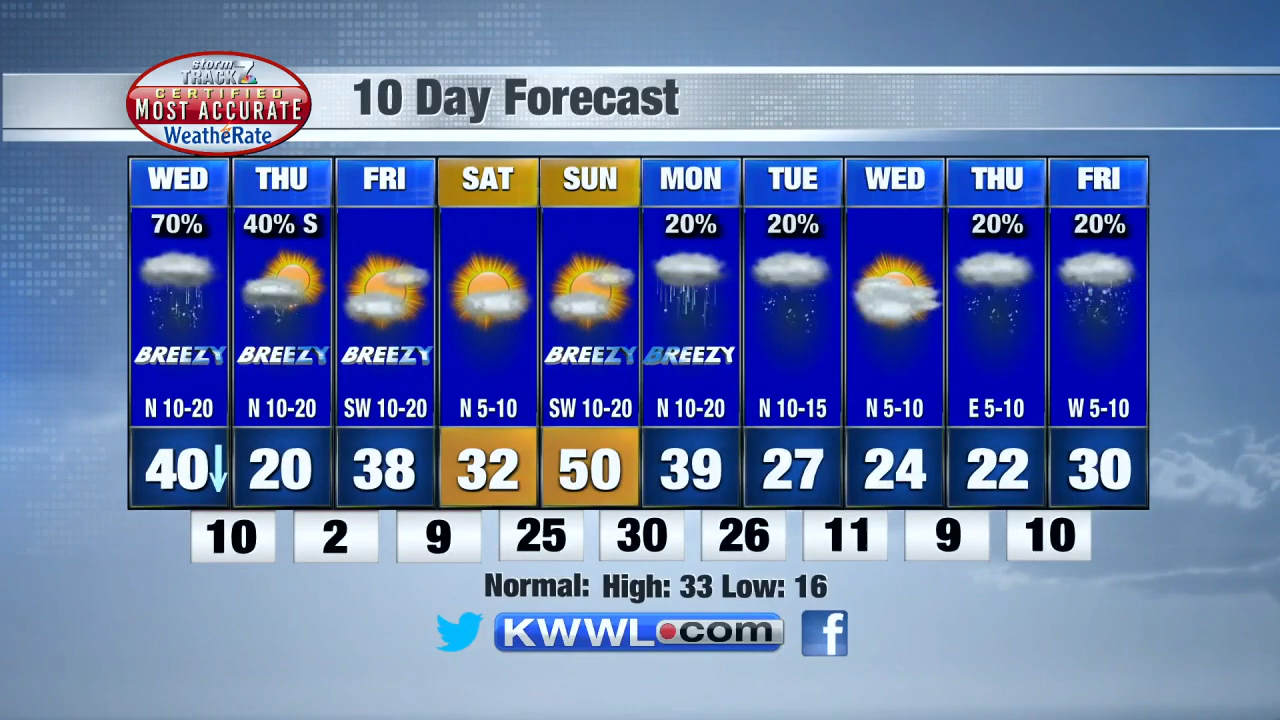 storm
TRACK 7
CERTIFIED
MOST ACCURATE®
WeatheRate
10 Day Forecast
WED THU FRI SAT SUN MON TUE WED THU FRI
70% 40% S 20% 20% 20% 20%
BREEZY BREEZY BREEZY BREEZY BREEZY
N 10-20 N 10-20 SW 10-20 N 5-10 SW 10-20 N 10-20 N 10-15 N 5-10 E 5-10 W 5-10
40↓ 20 38 32 50 39 27 24 22 30
10 2 9 25 30 26 11 9 10
Normal: High: 33 Low: 16
KWWL.com f